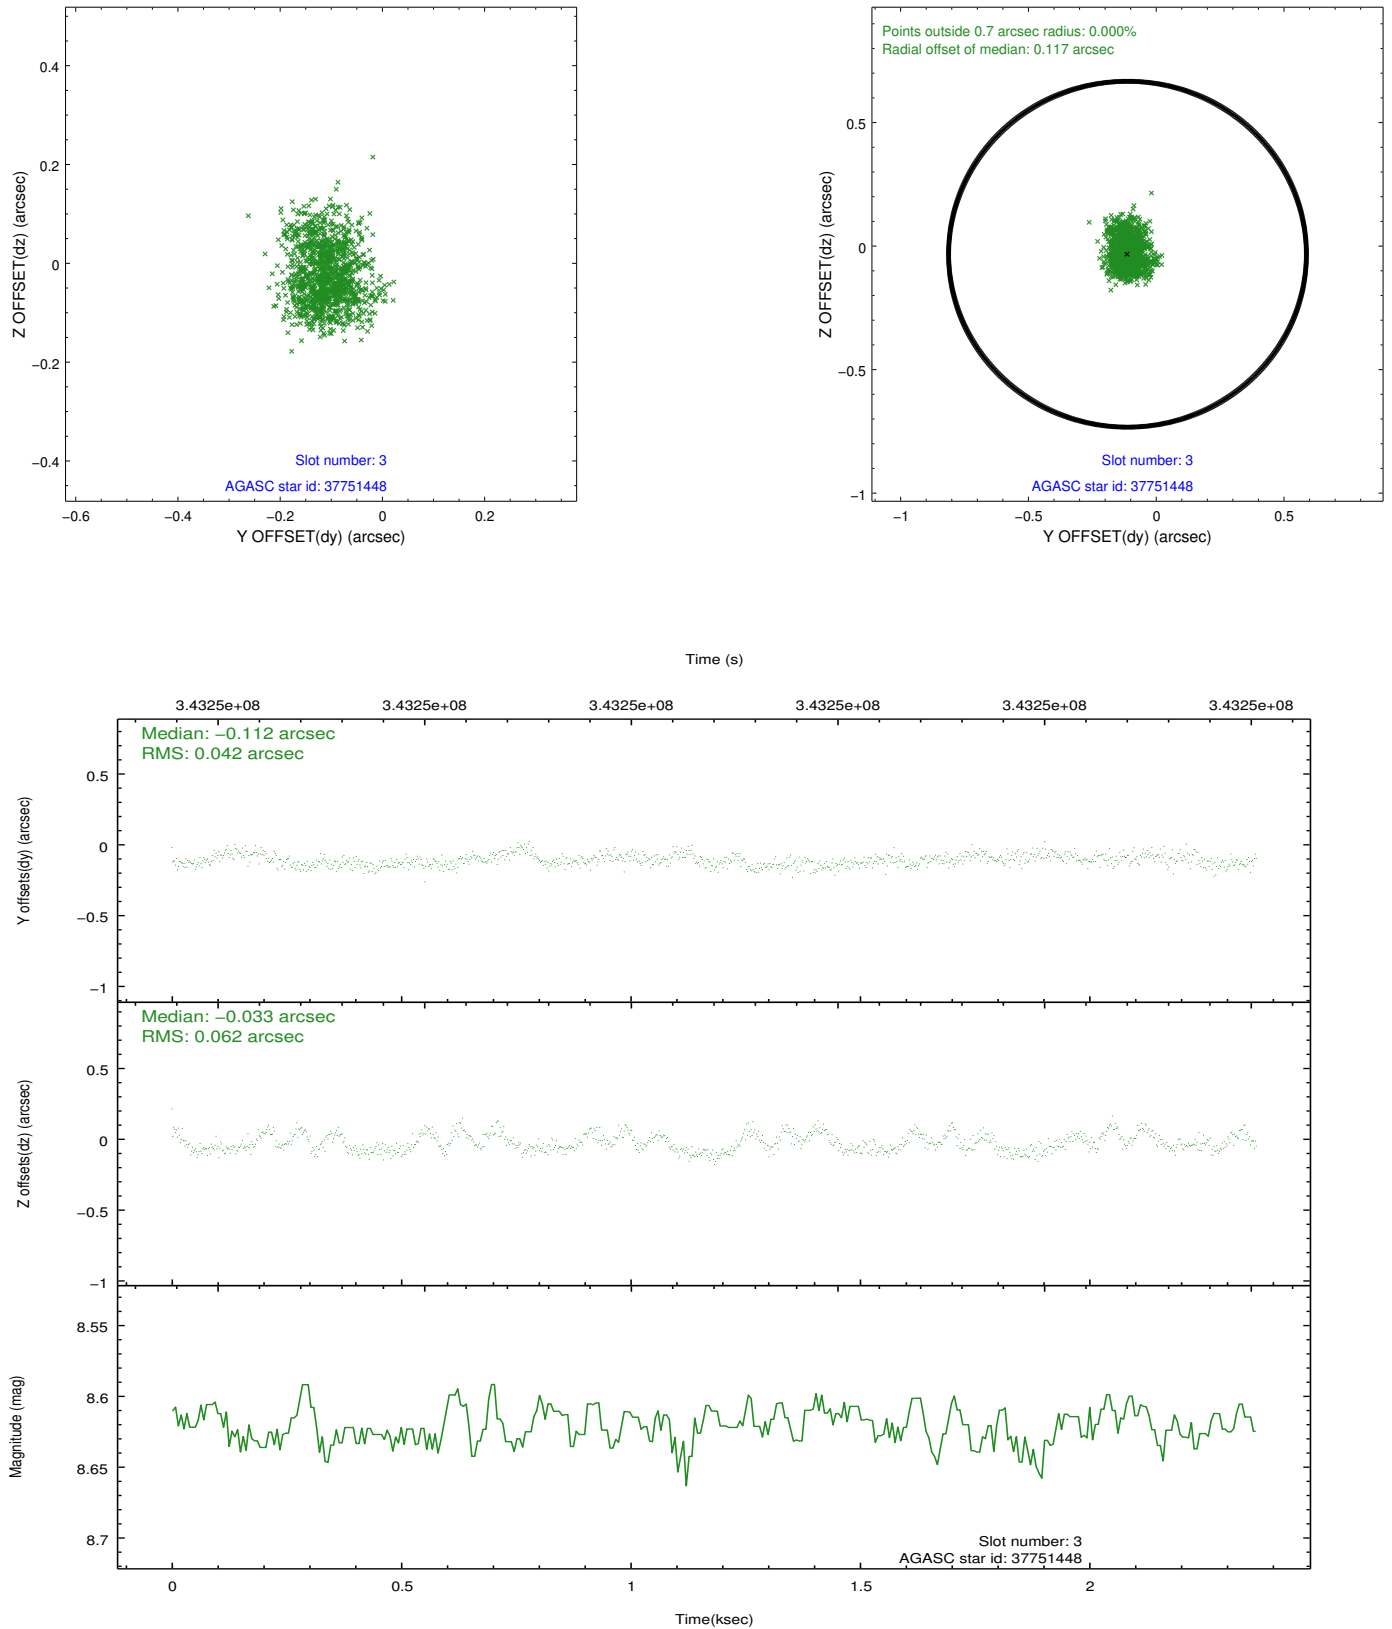 0.4
0.2
0
−0.2
−0.4
Z OFFSET(dz) (arcsec)
Slot number: 3
AGASC star id: 37751448
−0.6
−0.4
−0.2
0
0.2
Y OFFSET(dy) (arcsec)
Points outside 0.7 arcsec radius: 0.000%
Radial offset of median: 0.117 arcsec
0.5
0
−0.5
−1
Z OFFSET(dz) (arcsec)
Slot number: 3
AGASC star id: 37751448
−1
−0.5
0
0.5
Y OFFSET(dy) (arcsec)
Time (s)
3.4325e+08
3.4325e+08
3.4325e+08
3.4325e+08
3.4325e+08
3.4325e+08
Median: −0.112 arcsec
RMS: 0.042 arcsec
0.5
0
−0.5
−1
Y offsets(dy) (arcsec)
Median: −0.033 arcsec
RMS: 0.062 arcsec
0.5
0
−0.5
−1
Z offsets(dz) (arcsec)
8.55
8.6
8.65
8.7
Magnitude (mag)
Slot number: 3
AGASC star id: 37751448
0
0.5
1
1.5
2
Time(ksec)